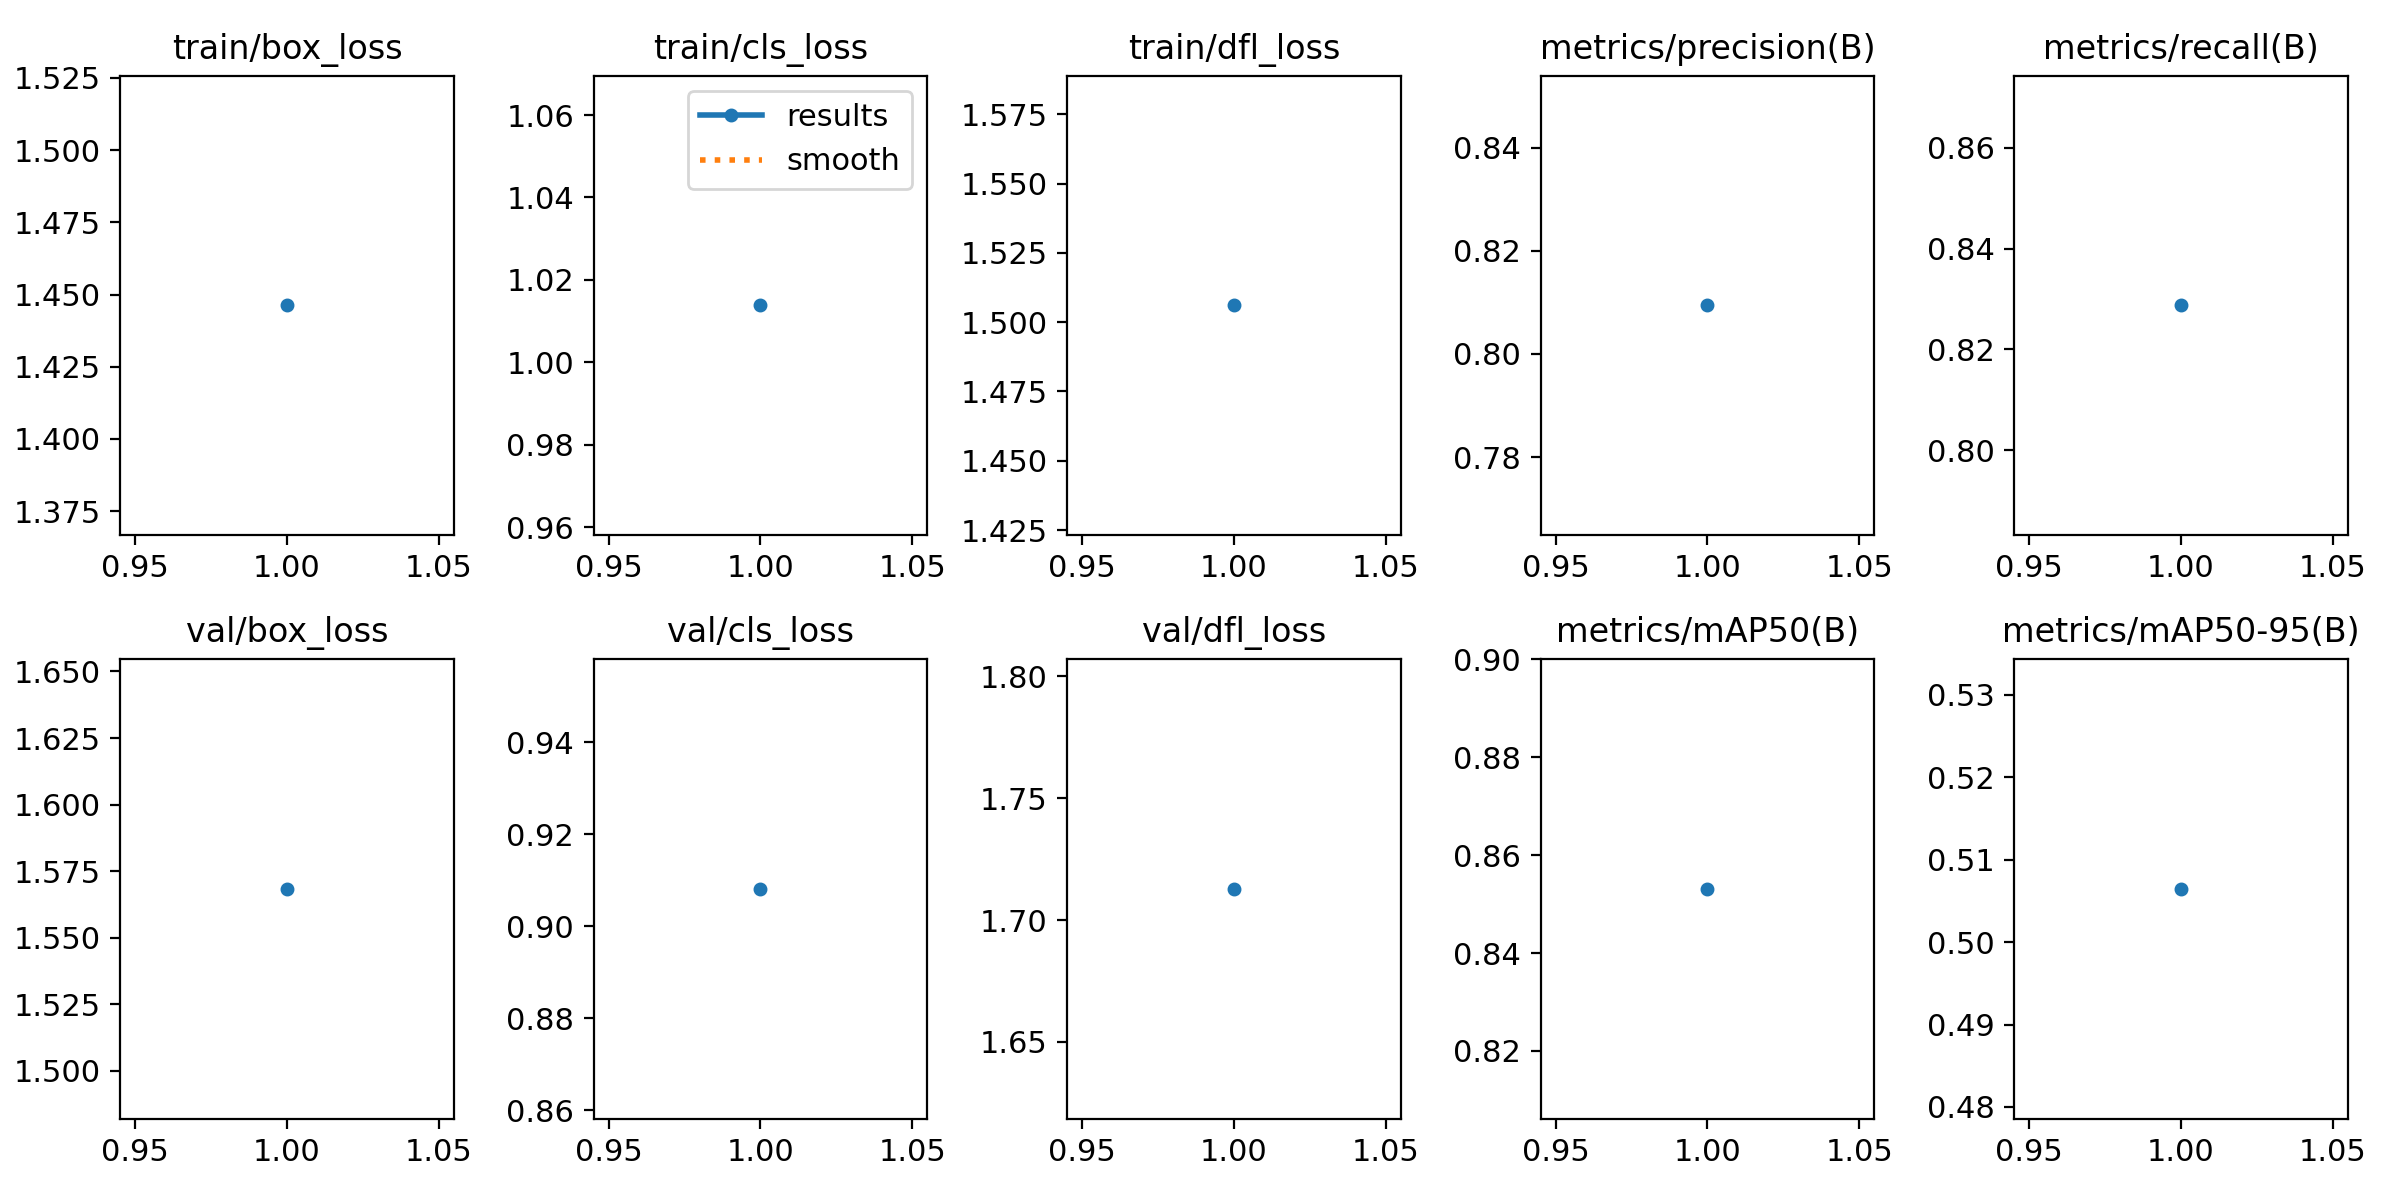 train/box_loss
1.525
1.500
1.475
1.450
1.425
1.400
1.375
0.95 1.00 1.05
train/cls_loss
results
smooth
1.06
1.04
1.02
1.00
0.98
0.96
0.95 1.00 1.05
train/dfl_loss
1.575
1.550
1.525
1.500
1.475
1.450
1.425
0.95 1.00 1.05
metrics/precision(B)
0.84
0.82
0.80
0.78
0.95 1.00 1.05
metrics/recall(B)
0.86
0.84
0.82
0.80
0.95 1.00 1.05
val/box_loss
1.650
1.625
1.600
1.575
1.550
1.525
1.500
0.95 1.00 1.05
val/cls_loss
0.94
0.92
0.90
0.88
0.86
0.95 1.00 1.05
val/dfl_loss
1.80
1.75
1.70
1.65
0.95 1.00 1.05
metrics/mAP50(B)
0.90
0.88
0.86
0.84
0.82
0.95 1.00 1.05
metrics/mAP50-95(B)
0.53
0.52
0.51
0.50
0.49
0.48
0.95 1.00 1.05